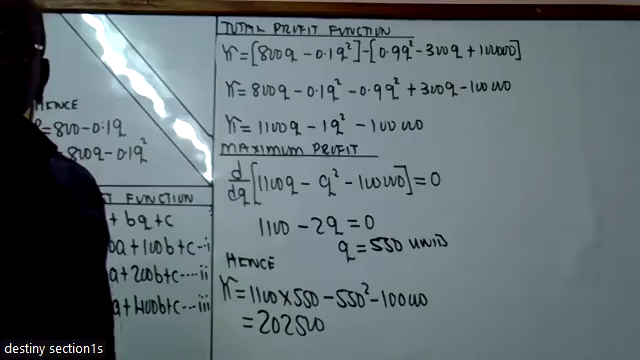 HENCE
P=800-0.1q
= 800q-0.1q²
T FUNCTION
+ bq + c
a+100b+c-i
a+200b+c----ii
a+400b+c---iii
TOTAL PROFIT FUNCTION
π=[800q-0.1q²]-[0.9q²-300q+100000]
π=800q-0.1q²-0.9q²+300q-100000
π=1100q-1q²-100000
MAXIMUM PROFIT
d/dq[1100q-q²-100000]=0
1100-2q=0
q=550 UNITS
HENCE
π=1100×550-550²-100000
=202500
destiny section1s